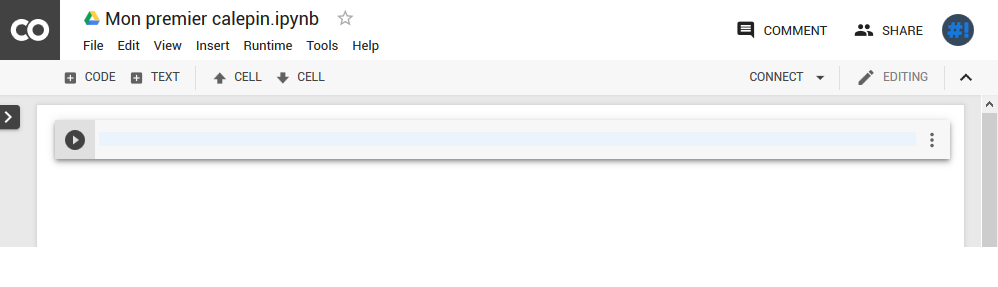 CO Mon premier calepin.ipynb
COMMENT SHARE #!
File Edit View Insert Runtime Tools Help
CODE TEXT CELL CELL CONNECT EDITING